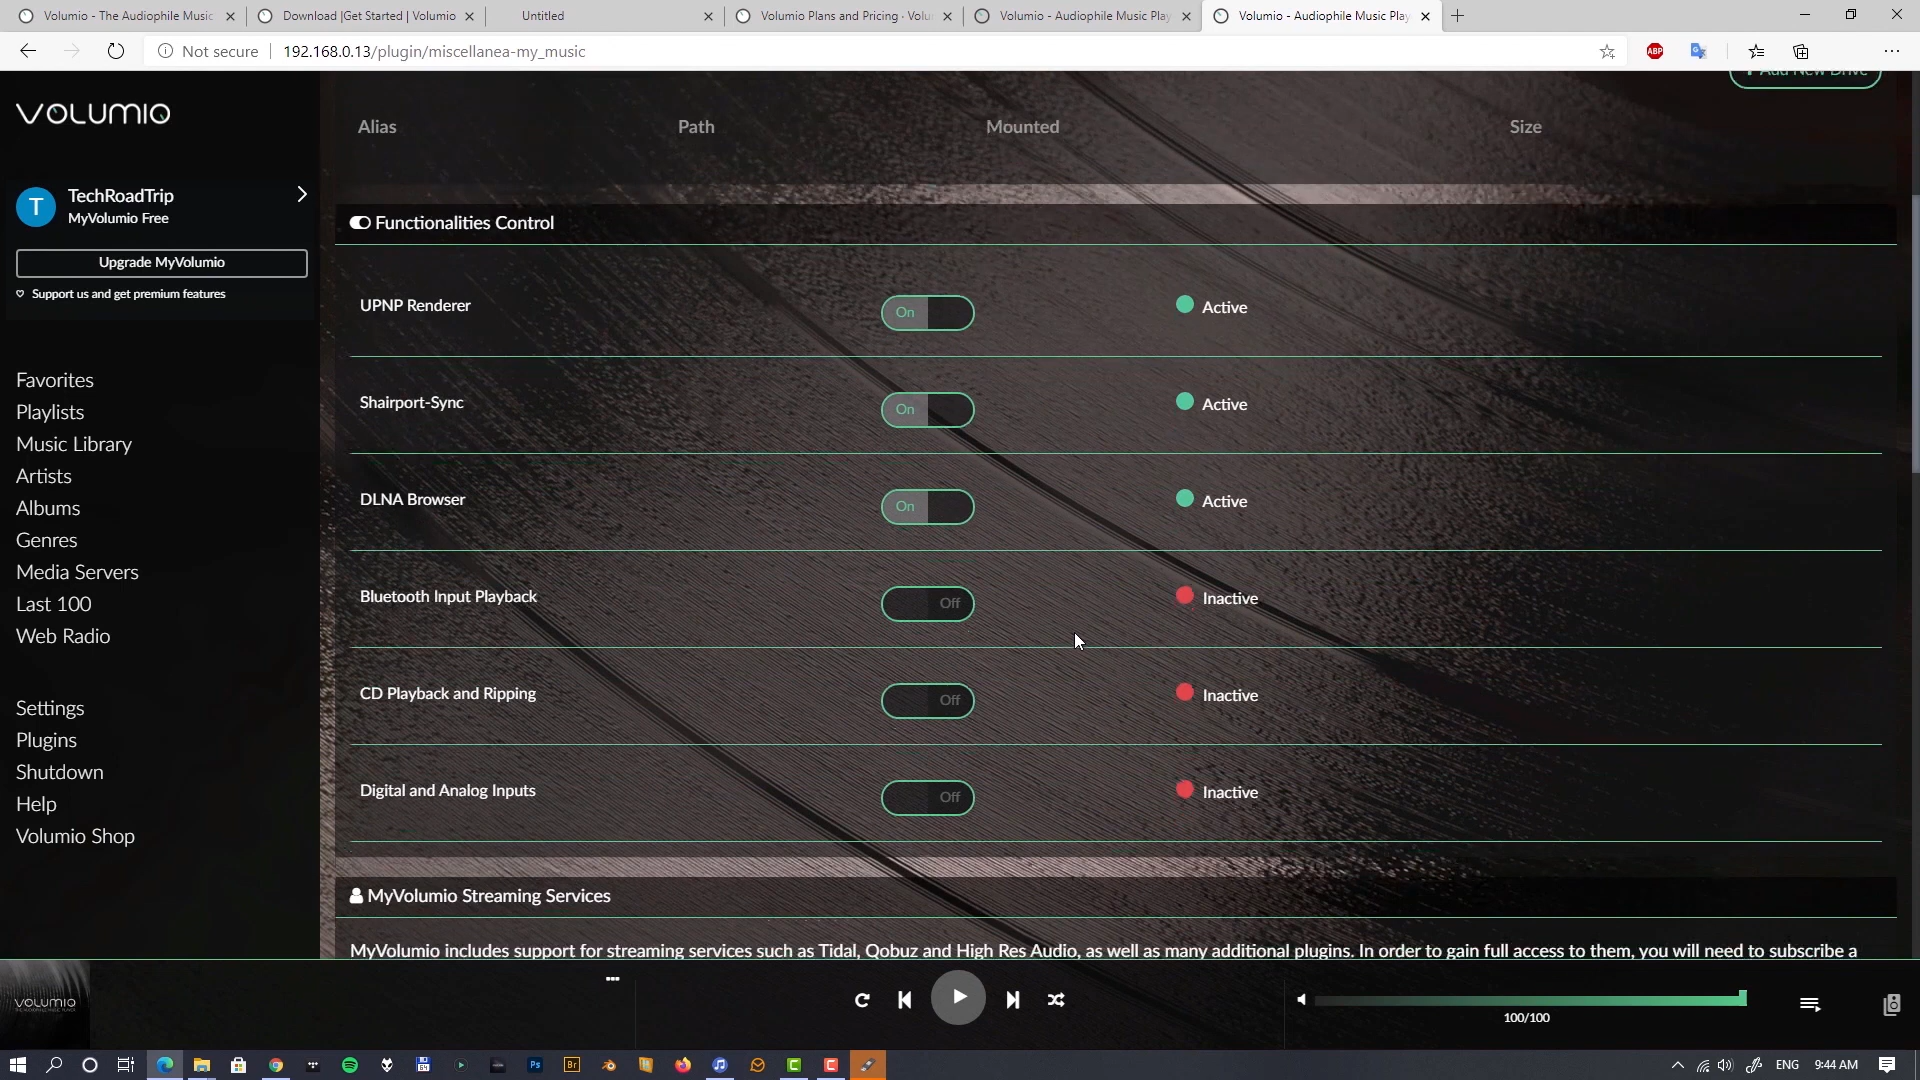 Volumio - The Audiophile Music
Download |Get Started | Volumio
Untitled
Volumio Plans and Pricing - Volu
Volumio - Audiophile Music Play
Volumio - Audiophile Music Play
Not secure
192.168.0.13/plugin/miscellanea-my_music
ABP
VOLUMIO
Add New Drive
Alias
Path
Mounted
Size
T
TechRoadTrip
MyVolumio Free
Upgrade MyVolumio
Support us and get premium features
Favorites
Playlists
Music Library
Artists
Albums
Genres
Media Servers
Last 100
Web Radio
Settings
Plugins
Shutdown
Help
Volumio Shop
Functionalities Control
UPNP Renderer
On
Active
Shairport-Sync
On
Active
DLNA Browser
On
Active
Bluetooth Input Playback
Off
Inactive
CD Playback and Ripping
Off
Inactive
Digital and Analog Inputs
Off
Inactive
MyVolumio Streaming Services
MyVolumio includes support for streaming services such as Tidal, Qobuz and High Res Audio, as well as many additional plugins. In order to gain full access to them, you will need to subscribe a
VOLUMIO
100/100
Ps
Br
ENG
9:44 AM